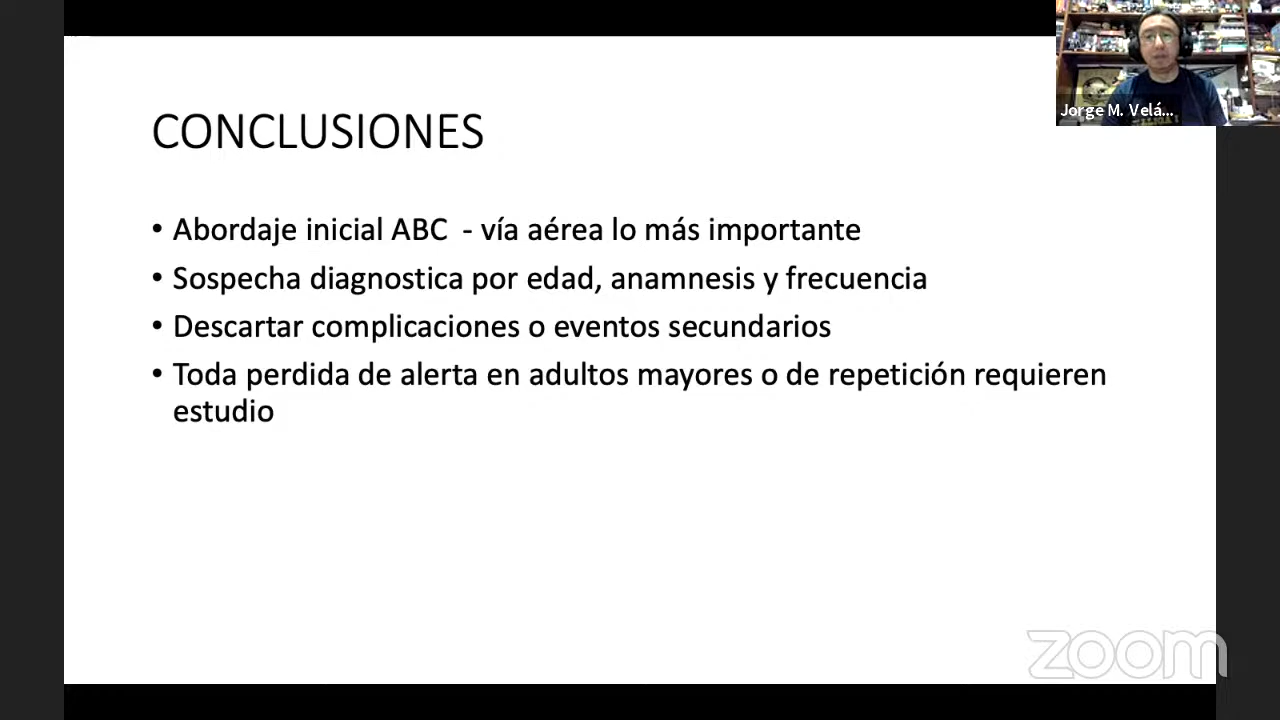 Jorge M. Velá...
CONCLUSIONES
• Abordaje inicial ABC - vía aérea lo más importante
• Sospecha diagnostica por edad, anamnesis y frecuencia
• Descartar complicaciones o eventos secundarios
• Toda perdida de alerta en adultos mayores o de repetición requieren
estudio
zoom